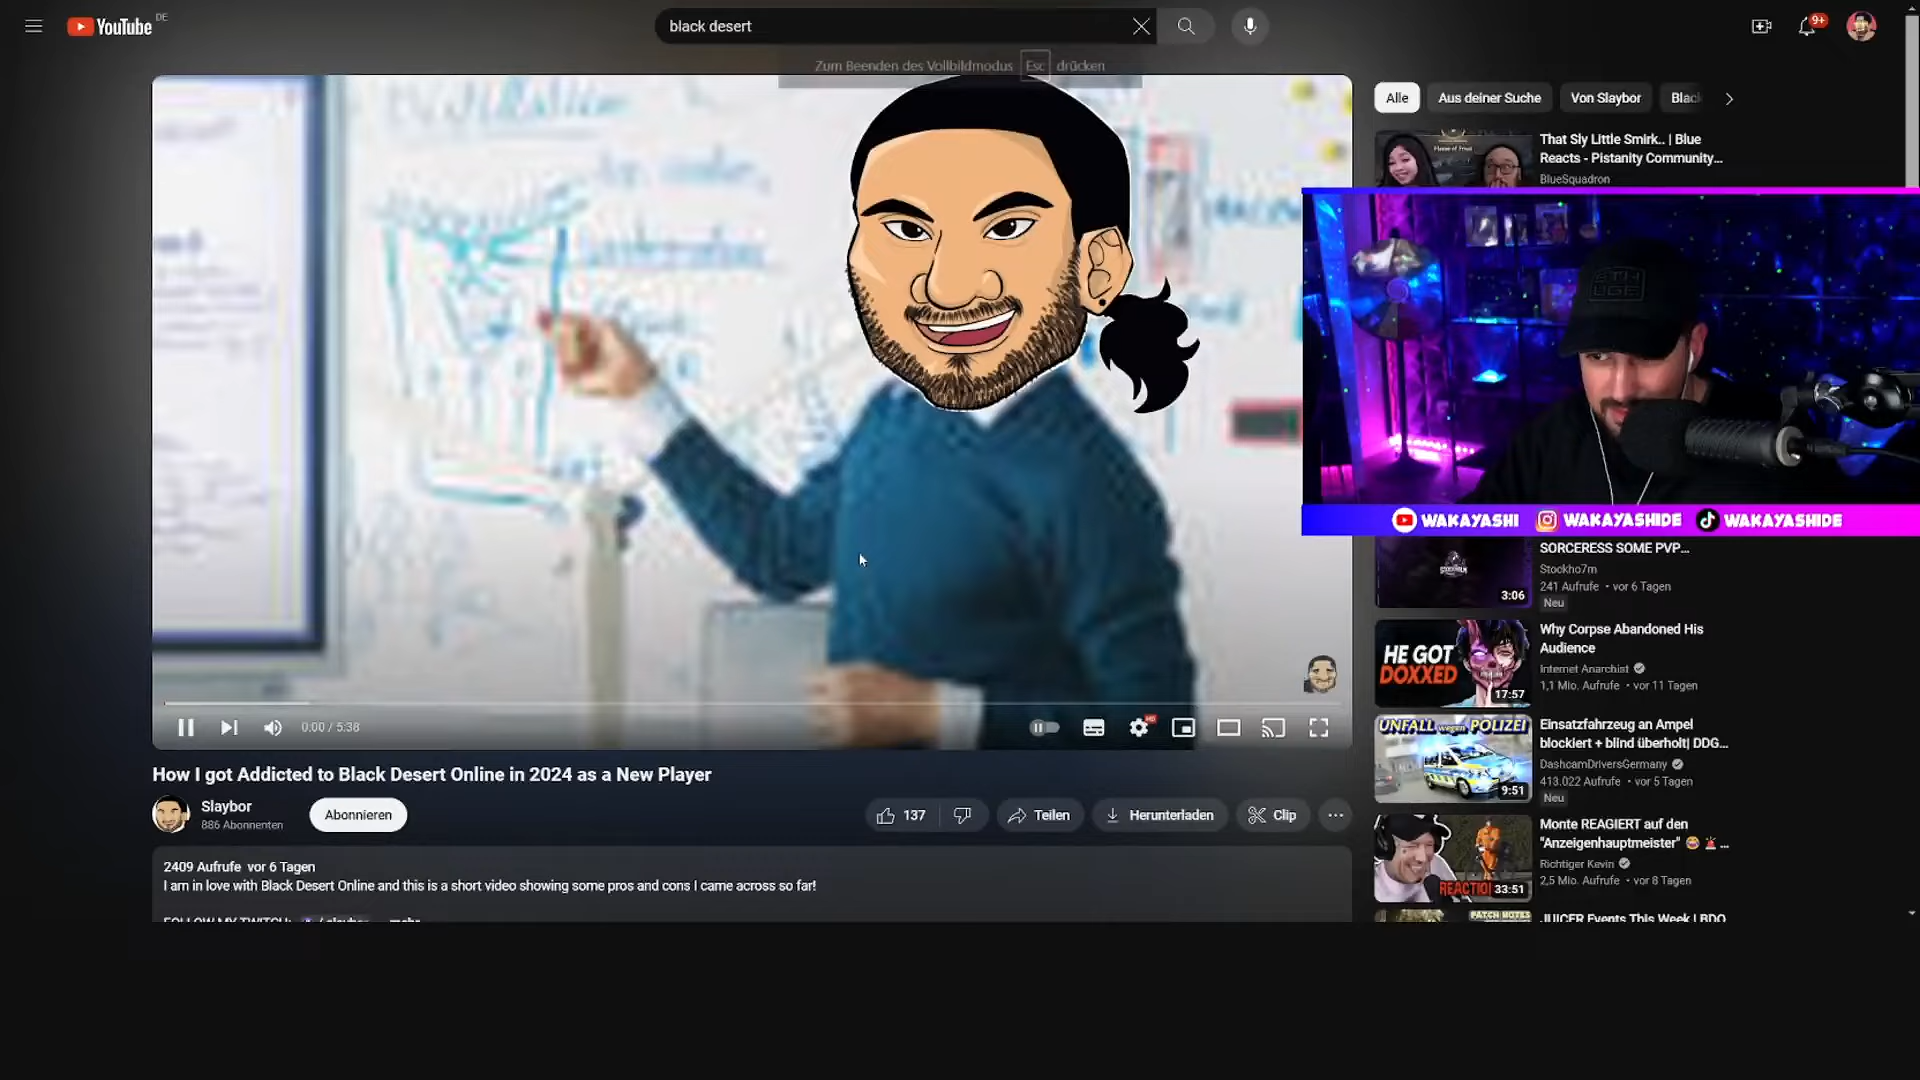 YouTube DE
black desert
9+
Zum Beenden des Vollbildmodus Esc drücken
Alle
Aus deiner Suche
Von Slaybor
Black
That Sly Little Smirk.. | Blue
Reacts - Pistanity Community...
BlueSquadron
WAKAYASHI
WAKAYASHIDE
WAKAYASHIDE
SORCERESS SOME PVP...
Stockho7m
241 Aufrufe • vor 6 Tagen
Neu
3:06
HE GOT
DOXXED
17:57
Why Corpse Abandoned His
Audience
Internet Anarchist
1,1 Mio. Aufrufe • vor 11 Tagen
UNFALL wegen POLIZEI
9:51
Einsatzfahrzeug an Ampel
blockiert + blind überholt| DDG...
DashcamDriversGermany
413.022 Aufrufe • vor 5 Tagen
Neu
REACTIO
33:51
Monte REAGIERT auf den
"Anzeigenhauptmeister" 😂 🚨 ...
Richtiger Kevin
2,5 Mio. Aufrufe • vor 8 Tagen
PATCH NOTES
JUICER Events This Week | BDO
0:00 / 5:38
HD
How I got Addicted to Black Desert Online in 2024 as a New Player
Slaybor
886 Abonnenten
Abonnieren
137
Teilen
Herunterladen
Clip
2409 Aufrufe vor 6 Tagen
I am in love with Black Desert Online and this is a short video showing some pros and cons I came across so far!
FOLLOW MY TWITCH: / slaybor ...mehr